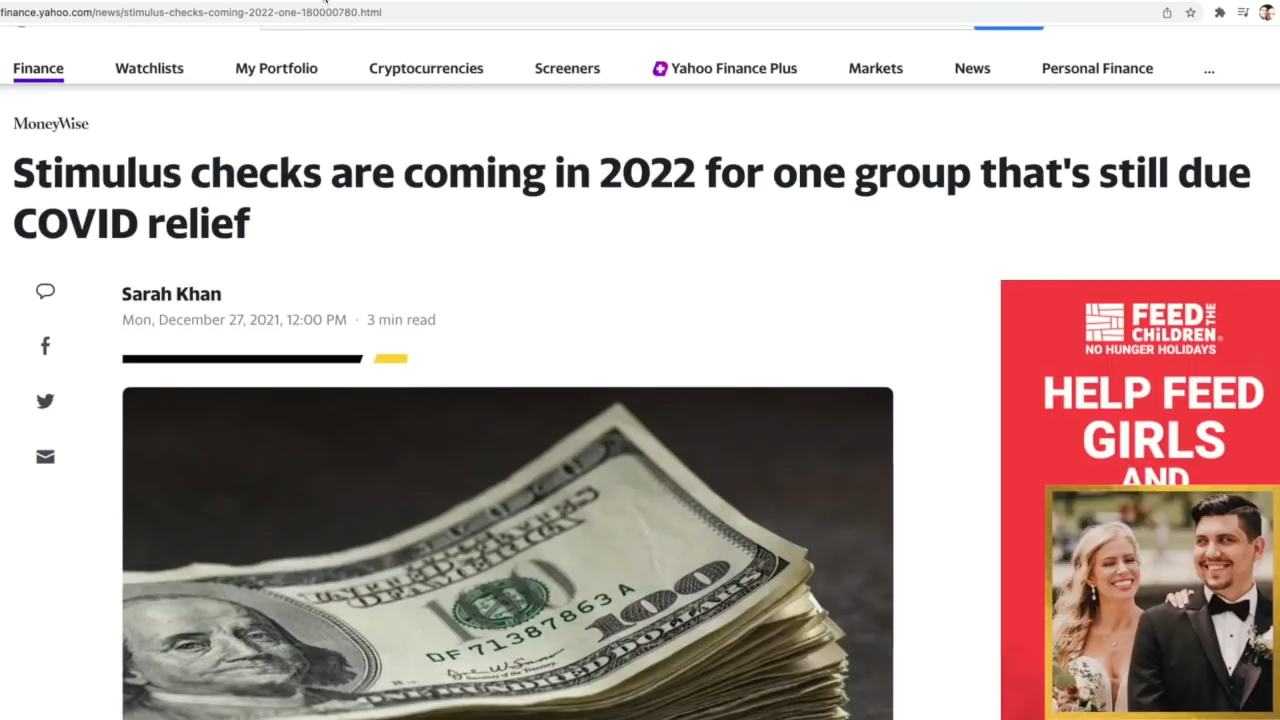 finance.yahoo.com/news/stimulus-checks-coming-2022-one-180000780.html
Finance Watchlists My Portfolio Cryptocurrencies Screeners Yahoo Finance Plus Markets News Personal Finance ...
MoneyWise
Stimulus checks are coming in 2022 for one group that's still due
COVID relief
Sarah Khan
Mon, December 27, 2021, 12:00 PM · 3 min read
FEED THE
CHILDREN
NO HUNGER HOLIDAYS
HELP FEED
GIRLS
AND
100
DF 71387863 A
100